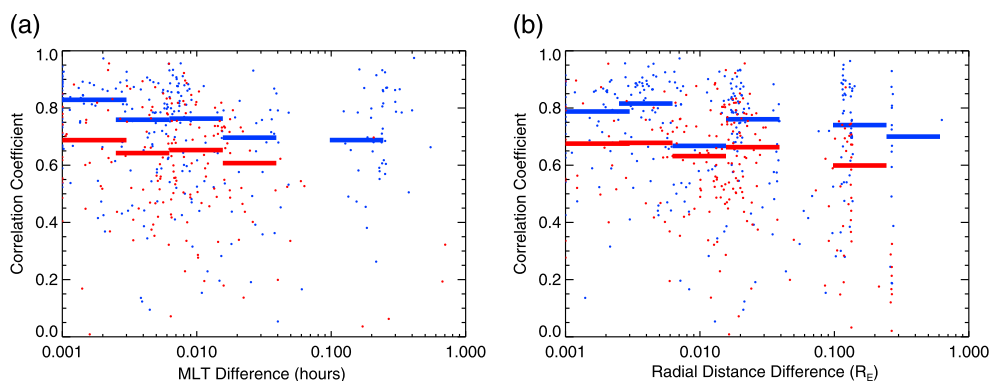 (a)
Correlation Coefficient
1.0
0.8
0.6
0.4
0.2
0.0
0.001 0.010 0.100 1.000
MLT Difference (hours)
(b)
Correlation Coefficient
1.0
0.8
0.6
0.4
0.2
0.0
0.001 0.010 0.100 1.000
Radial Distance Difference (R_E)